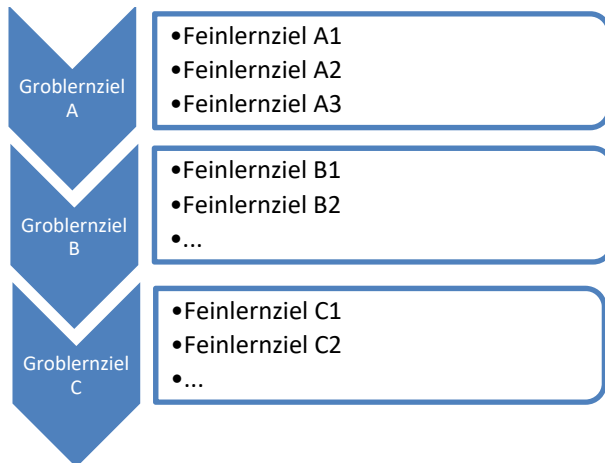 Groblernziel
A
•Feinlernziel A1
•Feinlernziel A2
•Feinlernziel A3
Groblernziel
B
•Feinlernziel B1
•Feinlernziel B2
•...
Groblernziel
C
•Feinlernziel C1
•Feinlernziel C2
•...